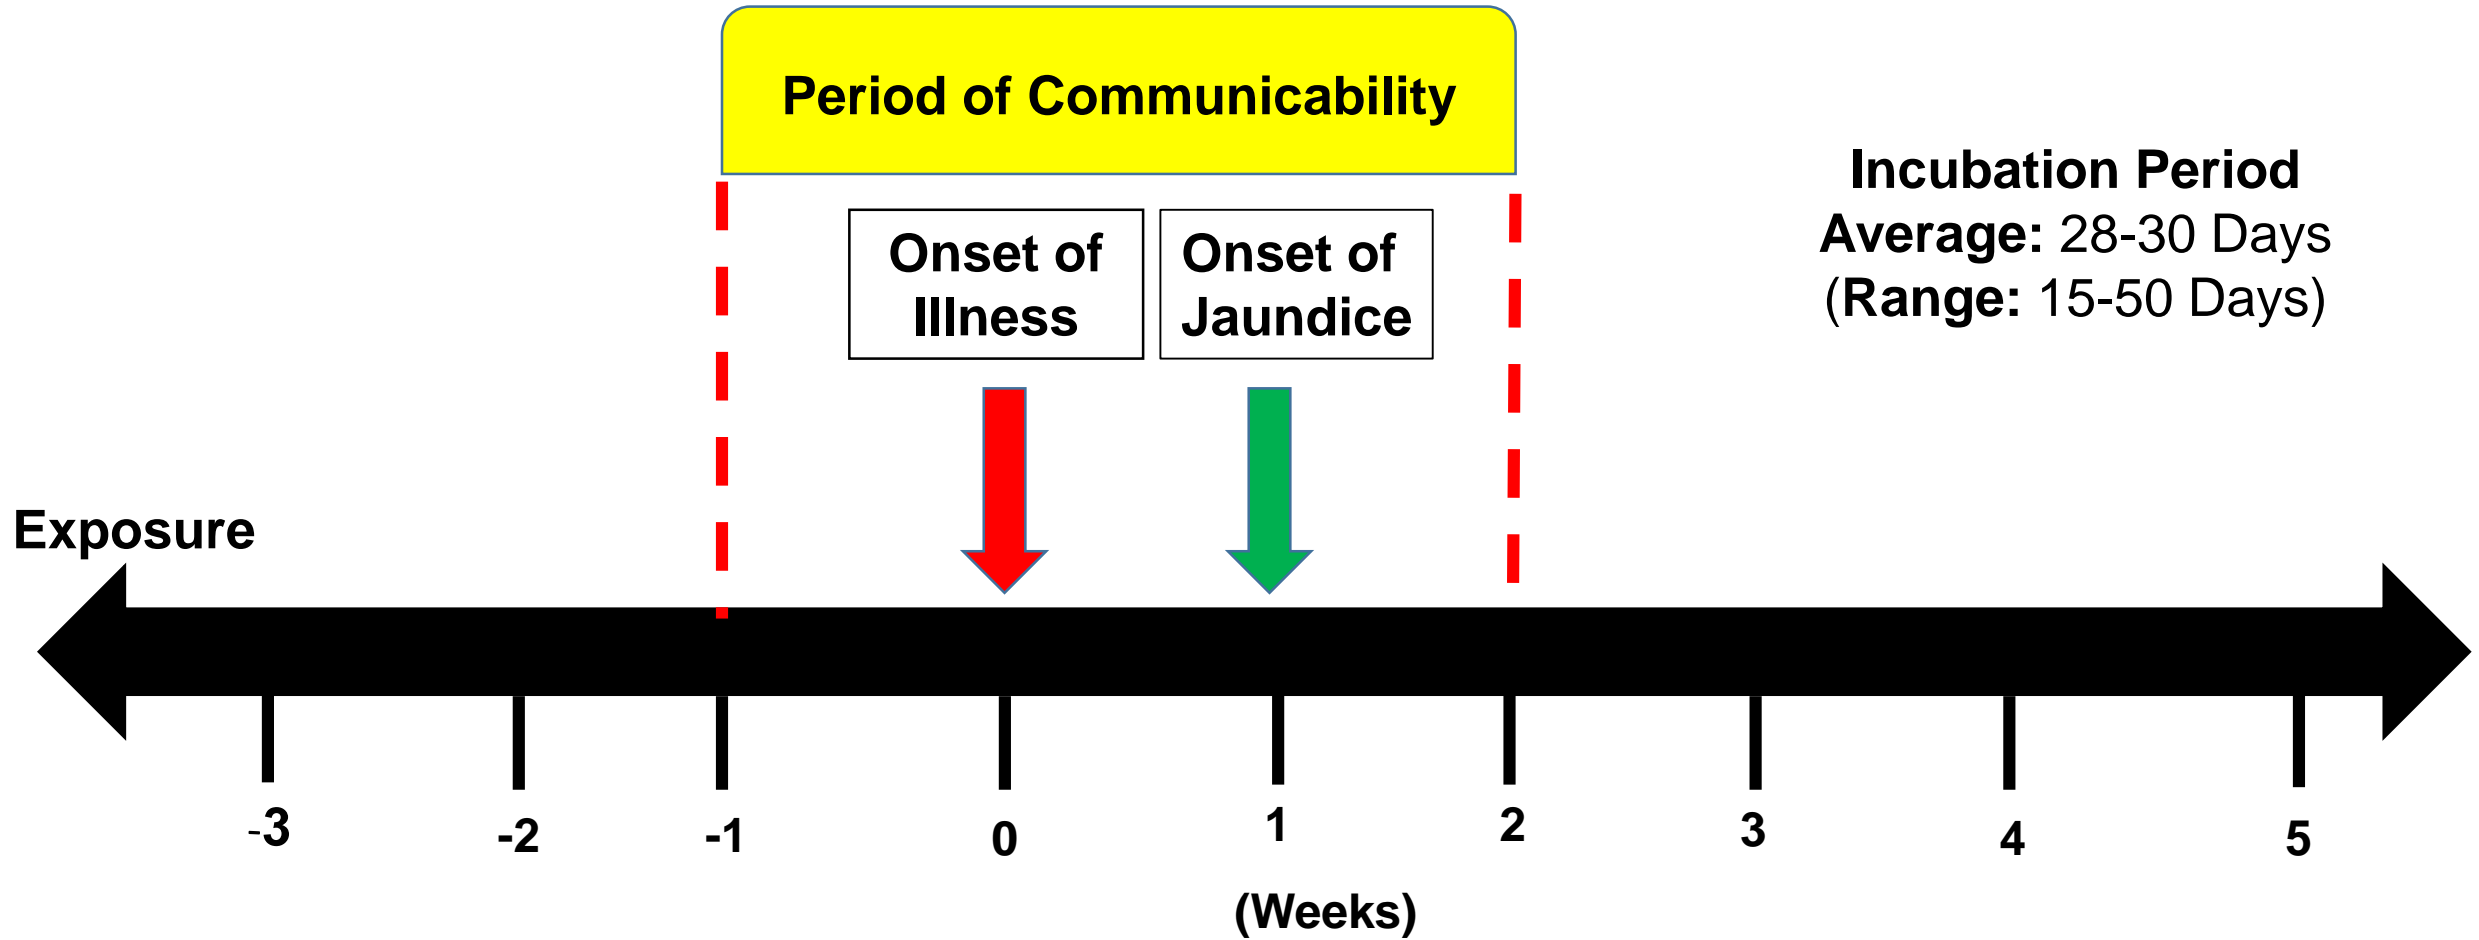 Period of Communicability
Incubation Period
Average: 28-30 Days
(Range: 15-50 Days)
Onset of
Illness
Onset of
Jaundice
Exposure
-3 -2 -1 0 1 2 3 4 5
(Weeks)